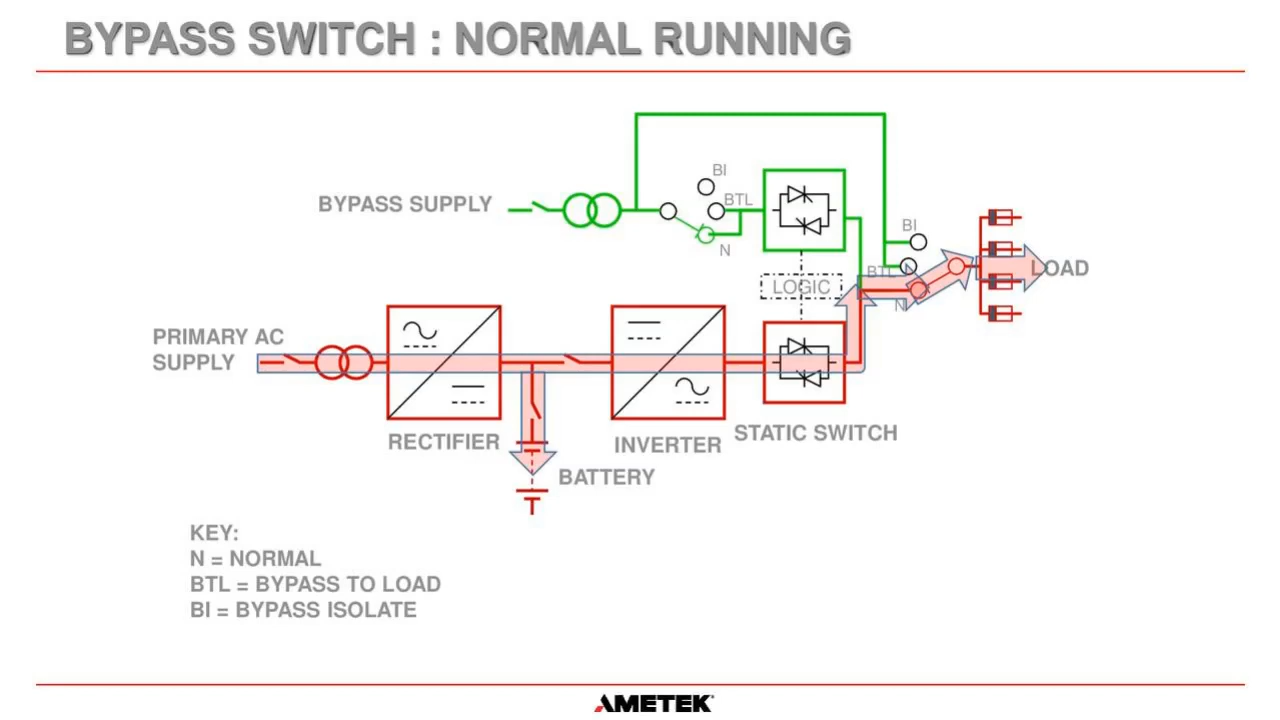 BYPASS SWITCH : NORMAL RUNNING
BI
BYPASS SUPPLY
BTL
N
BI
BTL
LOAD
LOGIC
N
PRIMARY AC
SUPPLY
STATIC SWITCH
RECTIFIER
INVERTER
BATTERY
KEY:
N = NORMAL
BTL = BYPASS TO LOAD
BI = BYPASS ISOLATE
AMETEK